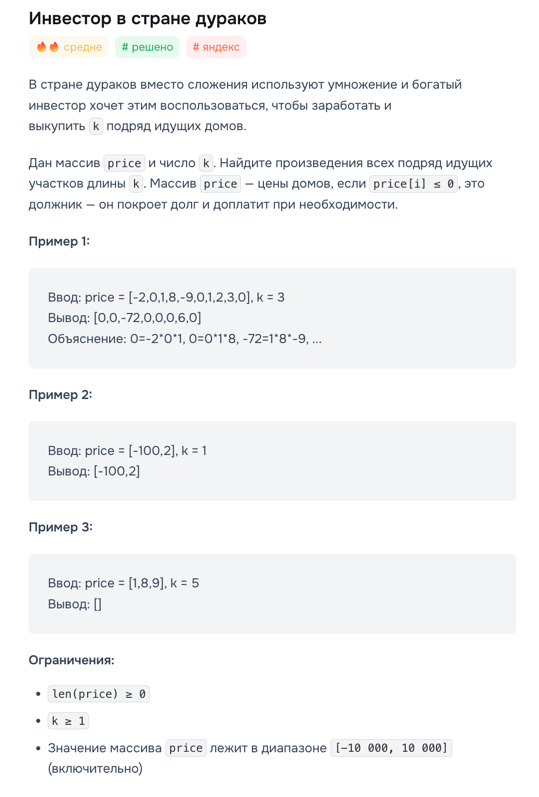 Инвестор в стране дураков
🔥🔥 средне # решено # яндекс
В стране дураков вместо сложения используют умножение и богатый
инвестор хочет этим воспользоваться, чтобы заработать и
выкупить k подряд идущих домов.
Дан массив price и число k. Найдите произведения всех подряд идущих
участков длины k. Массив price — цены домов, если price[i] ≤ 0, это
должник — он покроет долг и доплатит при необходимости.
Пример 1:
Ввод: price = [-2,0,1,8,-9,0,1,2,3,0], k = 3
Вывод: [0,0,-72,0,0,0,6,0]
Объяснение: 0=-2*0*1, 0=0*1*8, -72=1*8*-9, ...
Пример 2:
Ввод: price = [-100,2], k = 1
Вывод: [-100,2]
Пример 3:
Ввод: price = [1,8,9], k = 5
Вывод: []
Ограничения:
• len(price) ≥ 0
• k ≥ 1
• Значение массива price лежит в диапазоне [-10 000, 10 000]
(включительно)